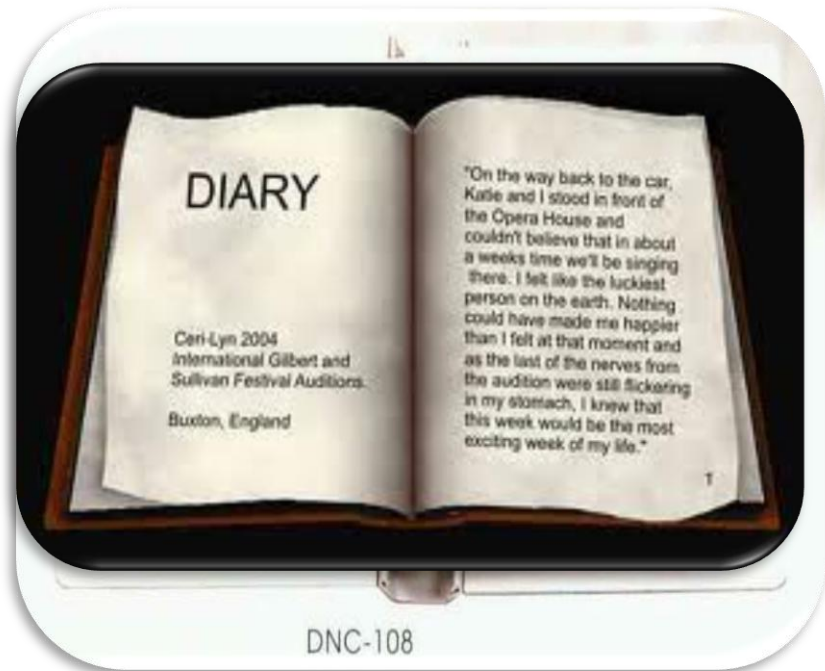 DIARY
Ceri-Lyn 2004
International Gilbert and
Sullivan Festival Auditions.
Buxton, England
"On the way back to the car,
Katie and I stood in front of
the Opera House and
couldn't believe that in about
a weeks time we'll be singing
there. I felt like the luckiest
person on the earth. Nothing
could have made me happier
than I felt at that moment and
as the last of the nerves from
the audition were still flickering
in my stomach, I knew that
this week would be the most
exciting week of my life."
1
DNC-108